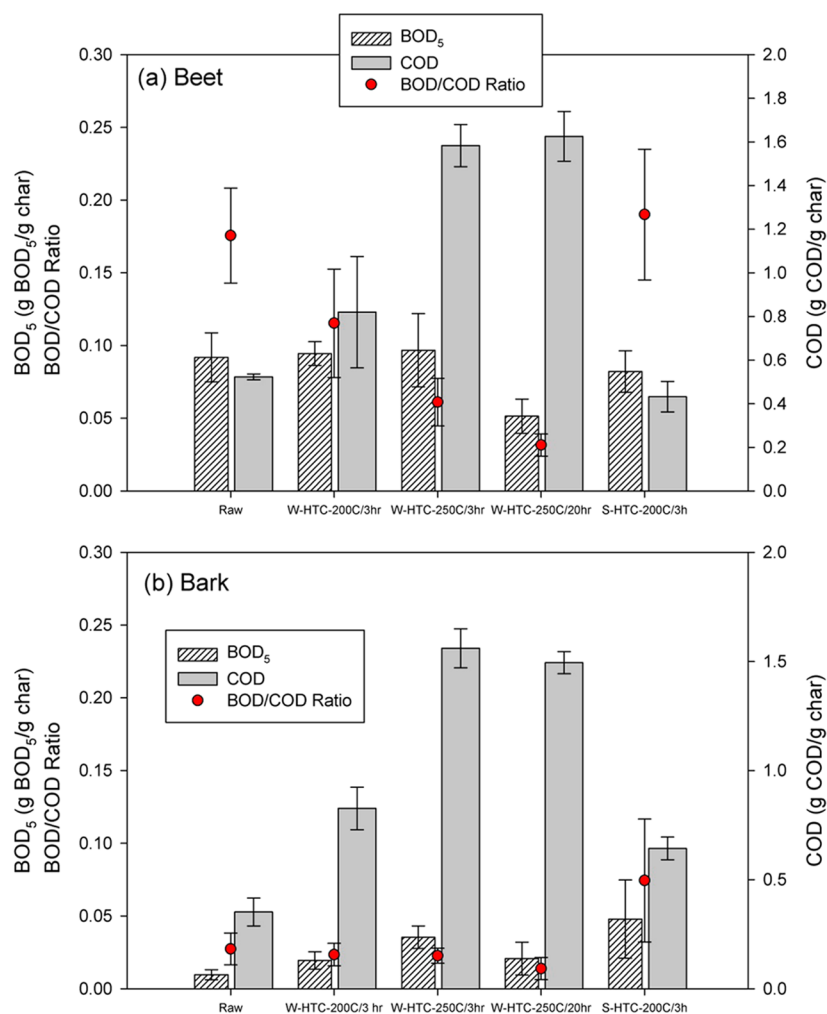 BOD5
COD
BOD/COD Ratio
(a) Beet
0.30
0.25
0.20
0.15
0.10
0.05
0.00
BOD5 (g BOD5/g char)
BOD/COD Ratio
2.0
1.8
1.6
1.4
1.2
1.0
0.8
0.6
0.4
0.2
0.0
COD (g COD/g char)
Raw W-HTC-200C/3hr W-HTC-250C/3hr W-HTC-250C/20hr S-HTC-200C/3h
(b) Bark
BOD5
COD
BOD/COD Ratio
0.30
0.25
0.20
0.15
0.10
0.05
0.00
BOD5 (g BOD5/g char)
BOD/COD Ratio
2.0
1.5
1.0
0.5
0.0
COD (g COD/g char)
Raw W-HTC-200C/3 hr W-HTC-250C/3hr W-HTC-250C/20hr S-HTC-200C/3h